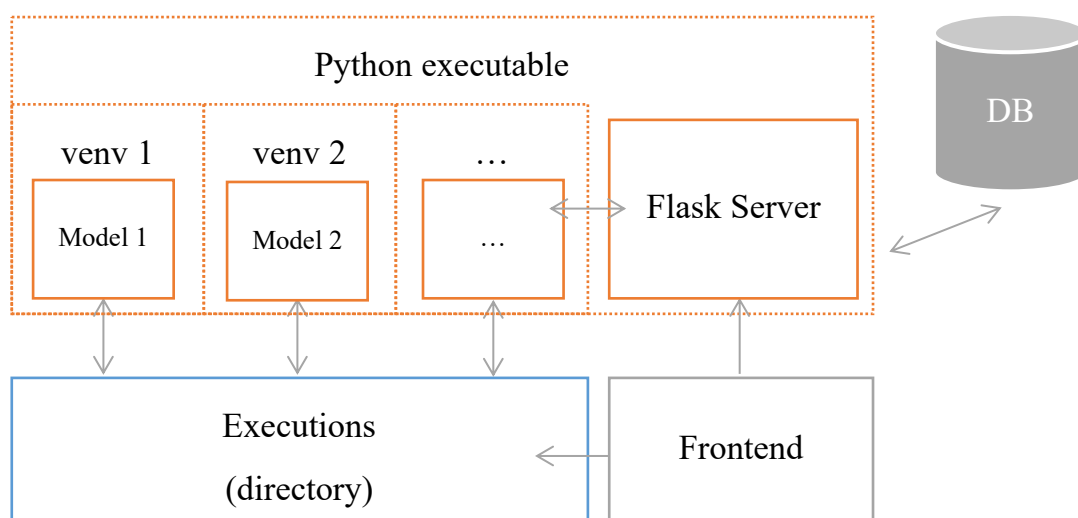 Python executable
DB
venv 1
venv 2
…
Model 1
Model 2
…
Flask Server
Executions
(directory)
Frontend